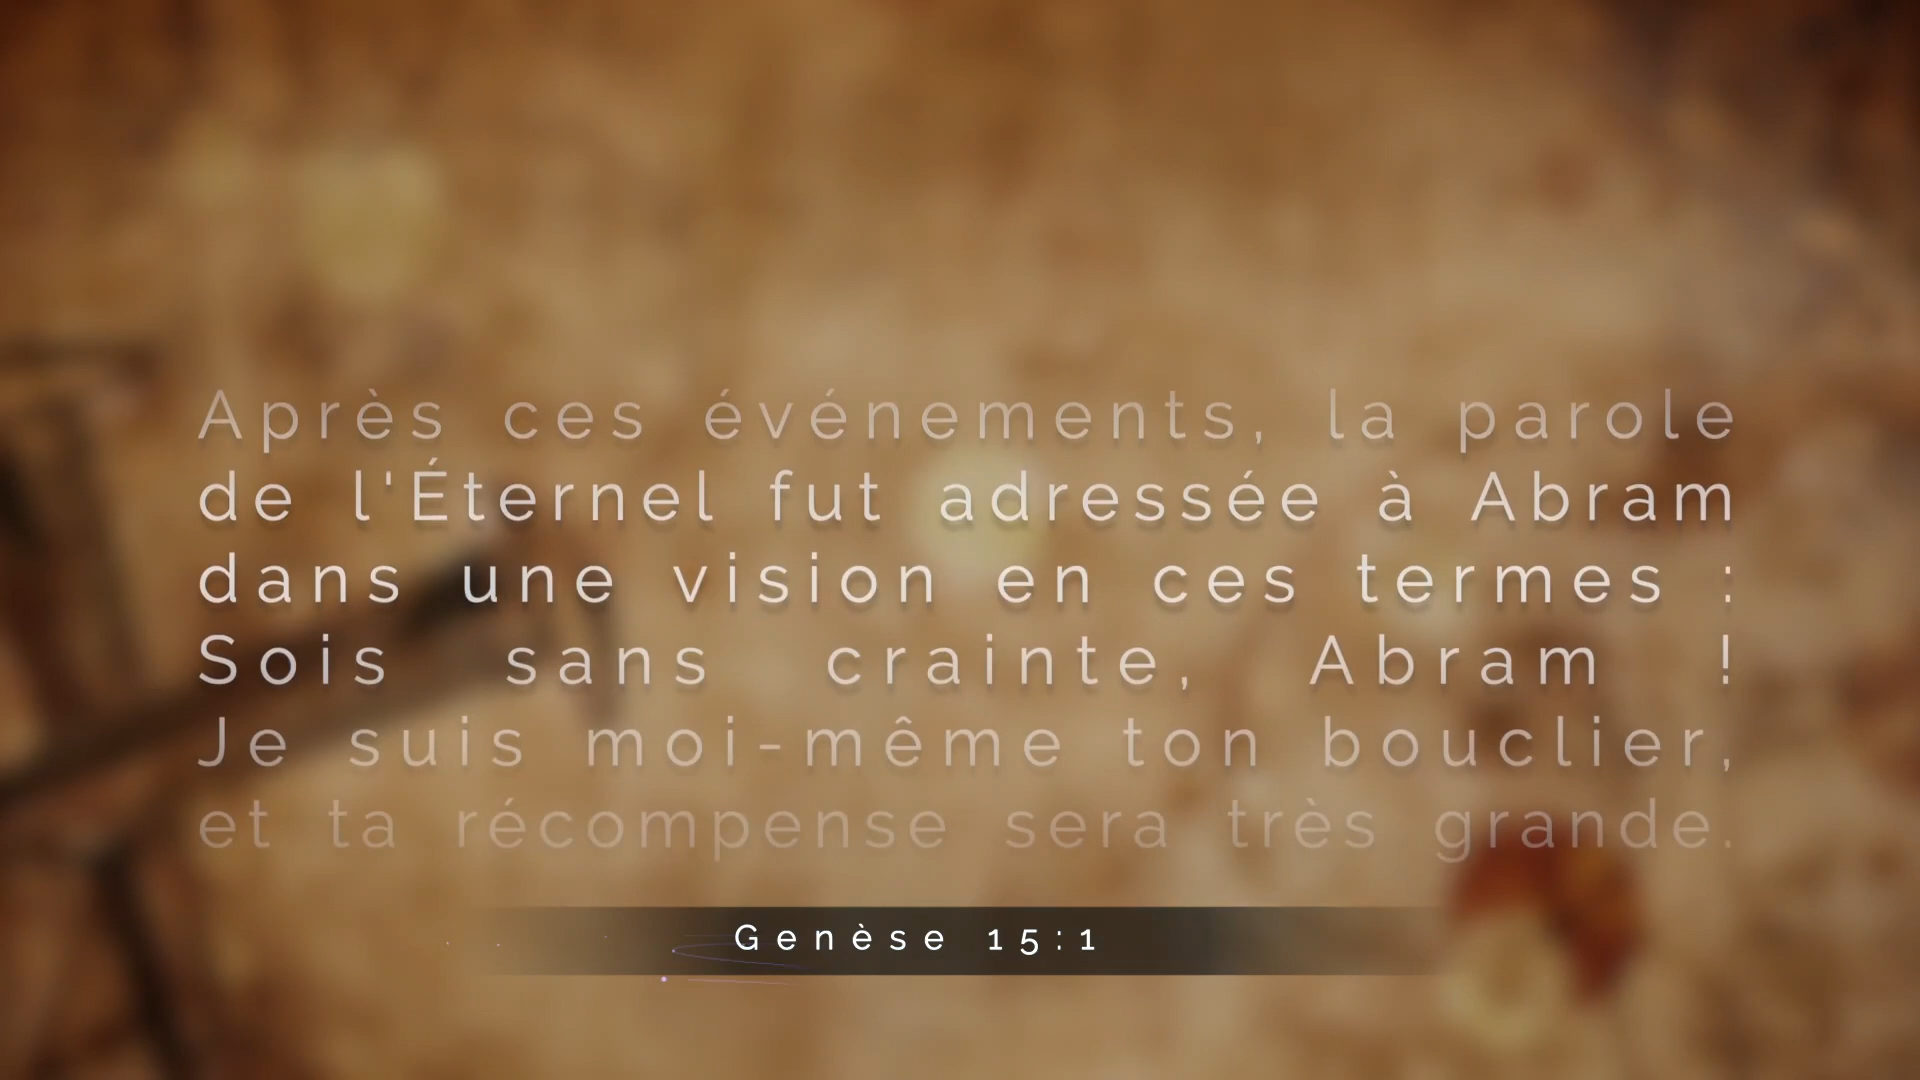 Après ces événements, la parole
de l'Éternel fut adressée à Abram
dans une vision en ces termes :
Sois sans crainte, Abram !
Je suis moi-même ton bouclier,
et ta récompense sera très grande.
Genèse 15:1